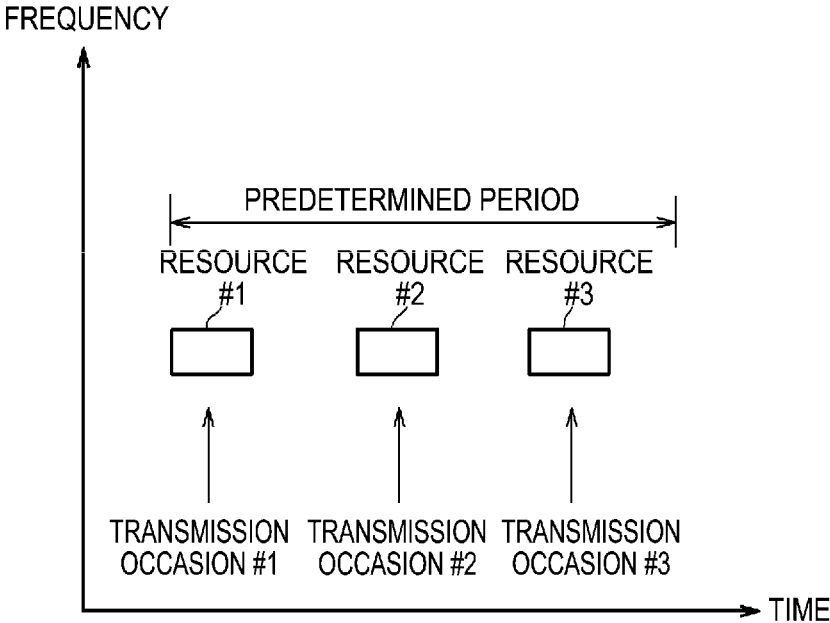 FREQUENCY
PREDETERMINED PERIOD
RESOURCE
#1
RESOURCE
#2
RESOURCE
#3
TRANSMISSION
OCCASION #1
TRANSMISSION
OCCASION #2
TRANSMISSION
OCCASION #3
TIME